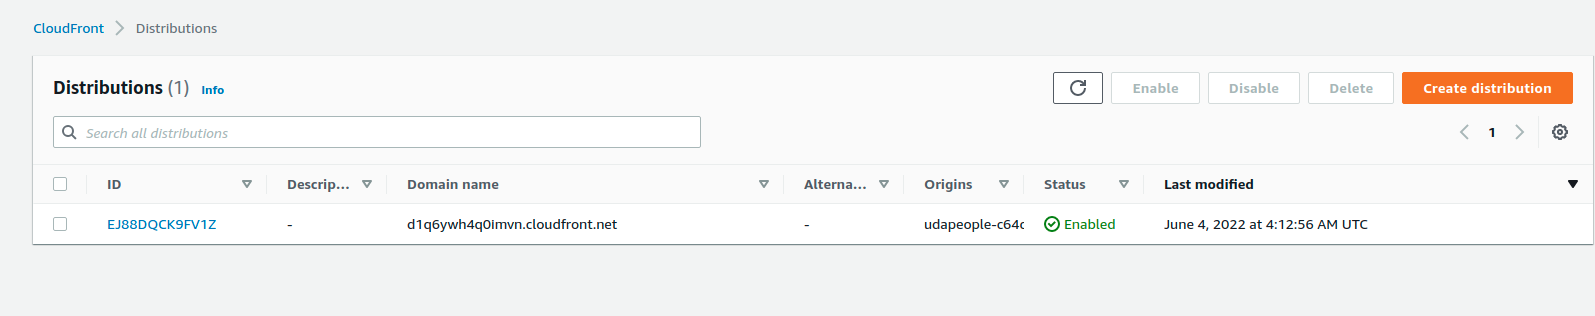 CloudFront > Distributions
Distributions (1) Info
Enable Disable Delete Create distribution
Search all distributions
1
ID Descrip... Domain name Alterna... Origins Status Last modified
EJ88DQCK9FV1Z - d1q6ywh4q0imvn.cloudfront.net - udapeople-c64c Enabled June 4, 2022 at 4:12:56 AM UTC